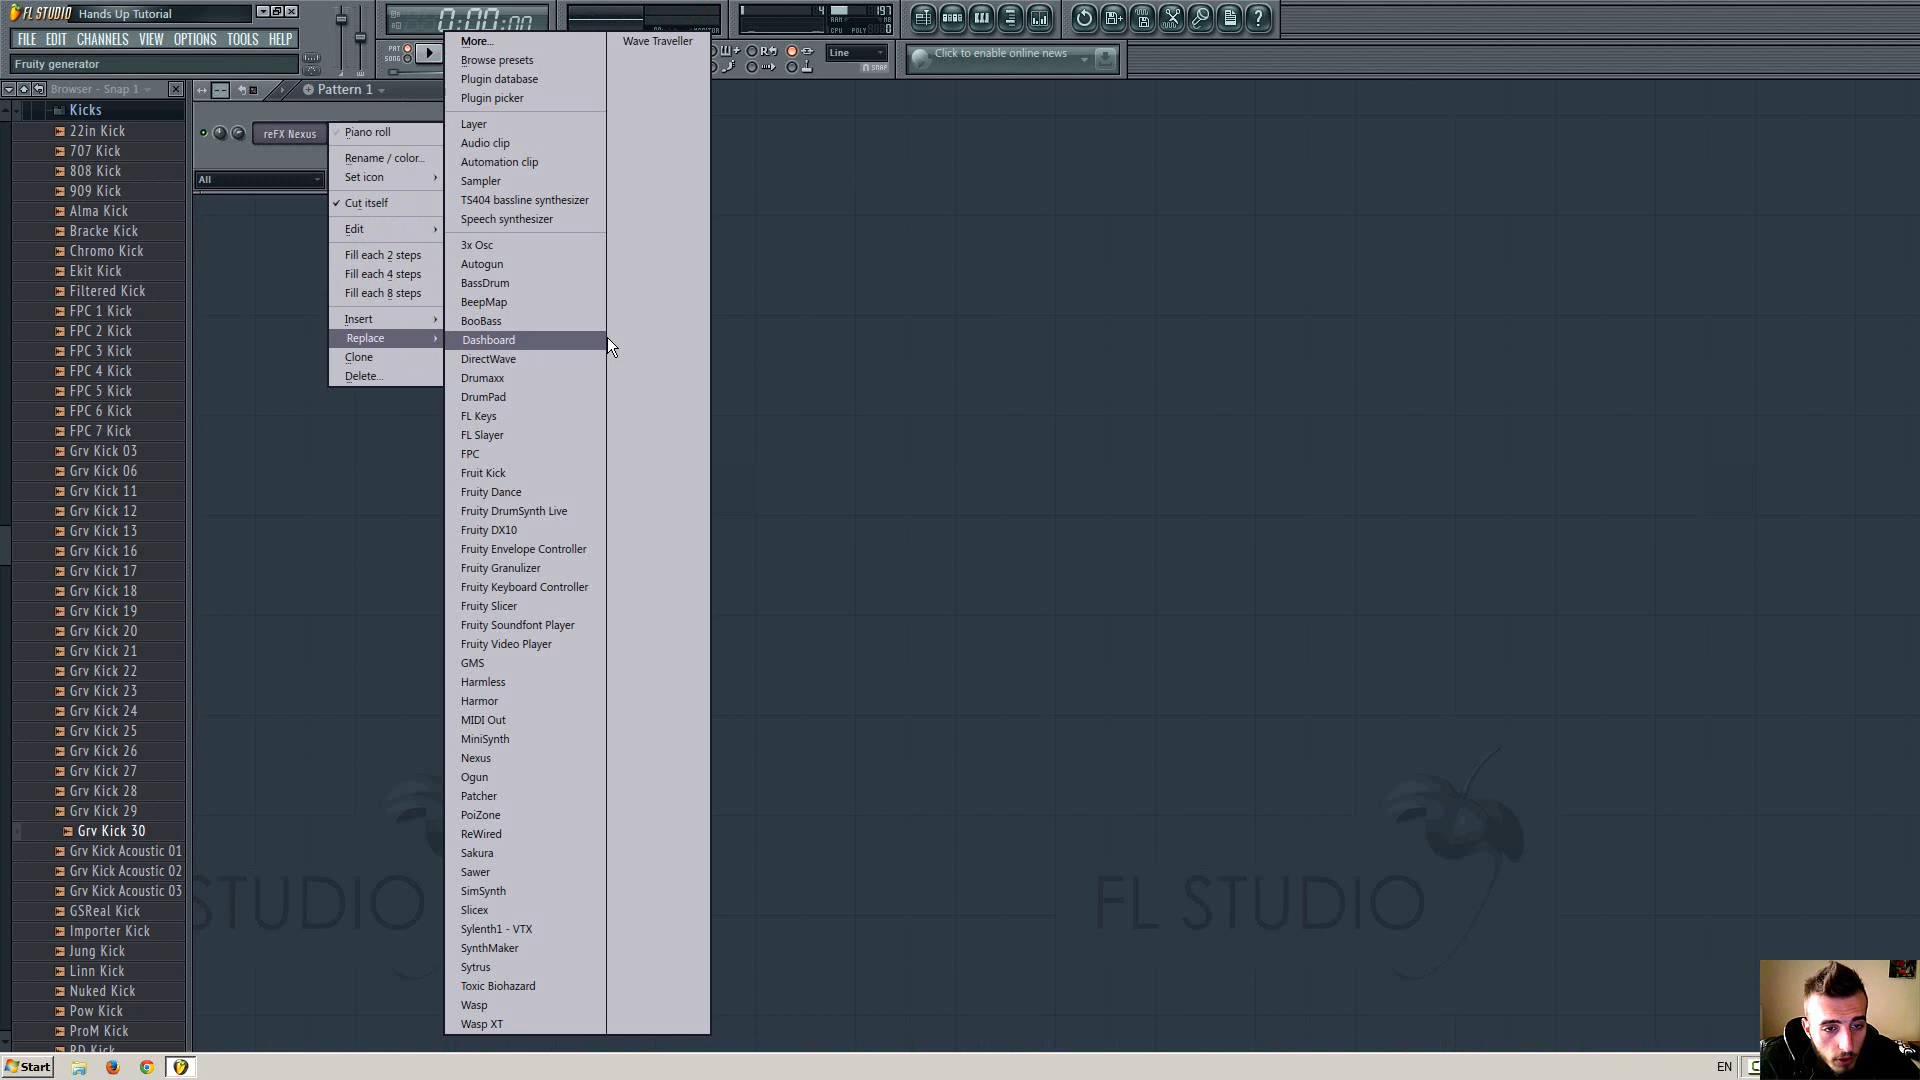 FL STUDIO
Hands Up Tutorial
FILE EDIT CHANNELS VIEW OPTIONS TOOLS HELP
Fruity generator
PAT
SONG
0:00:00
4
197
RAM
CPU
POLY
0
Line
SNAP
Click to enable online news
Browser - Snap 1
Kicks
22in Kick
707 Kick
808 Kick
909 Kick
Alma Kick
Bracke Kick
Chromo Kick
Ekit Kick
Filtered Kick
FPC 1 Kick
FPC 2 Kick
FPC 3 Kick
FPC 4 Kick
FPC 5 Kick
FPC 6 Kick
FPC 7 Kick
Grv Kick 03
Grv Kick 06
Grv Kick 11
Grv Kick 12
Grv Kick 13
Grv Kick 16
Grv Kick 17
Grv Kick 18
Grv Kick 19
Grv Kick 20
Grv Kick 21
Grv Kick 22
Grv Kick 23
Grv Kick 24
Grv Kick 25
Grv Kick 26
Grv Kick 27
Grv Kick 28
Grv Kick 29
Grv Kick 30
Grv Kick Acoustic 01
Grv Kick Acoustic 02
Grv Kick Acoustic 03
GSReal Kick
Importer Kick
Jung Kick
Linn Kick
Nuked Kick
Pow Kick
ProM Kick
RD Kick
Pattern 1
reFX Nexus
All
Piano roll
Rename / color...
Set icon
Cut itself
Edit
Fill each 2 steps
Fill each 4 steps
Fill each 8 steps
Insert
Replace
Clone
Delete...
More...
Browse presets
Plugin database
Plugin picker
Layer
Audio clip
Automation clip
Sampler
TS404 bassline synthesizer
Speech synthesizer
3x Osc
Autogun
BassDrum
BeepMap
BooBass
Dashboard
DirectWave
Drumaxx
DrumPad
FL Keys
FL Slayer
FPC
Fruit Kick
Fruity Dance
Fruity DrumSynth Live
Fruity DX10
Fruity Envelope Controller
Fruity Granulizer
Fruity Keyboard Controller
Fruity Slicer
Fruity Soundfont Player
Fruity Video Player
GMS
Harmless
Harmor
MIDI Out
MiniSynth
Nexus
Ogun
Patcher
PoiZone
ReWired
Sakura
Sawer
SimSynth
Slicex
Sylenth1 - VTX
SynthMaker
Sytrus
Toxic Biohazard
Wasp
Wasp XT
Wave Traveller
STUDIO
FL STUDIO
Start
EN